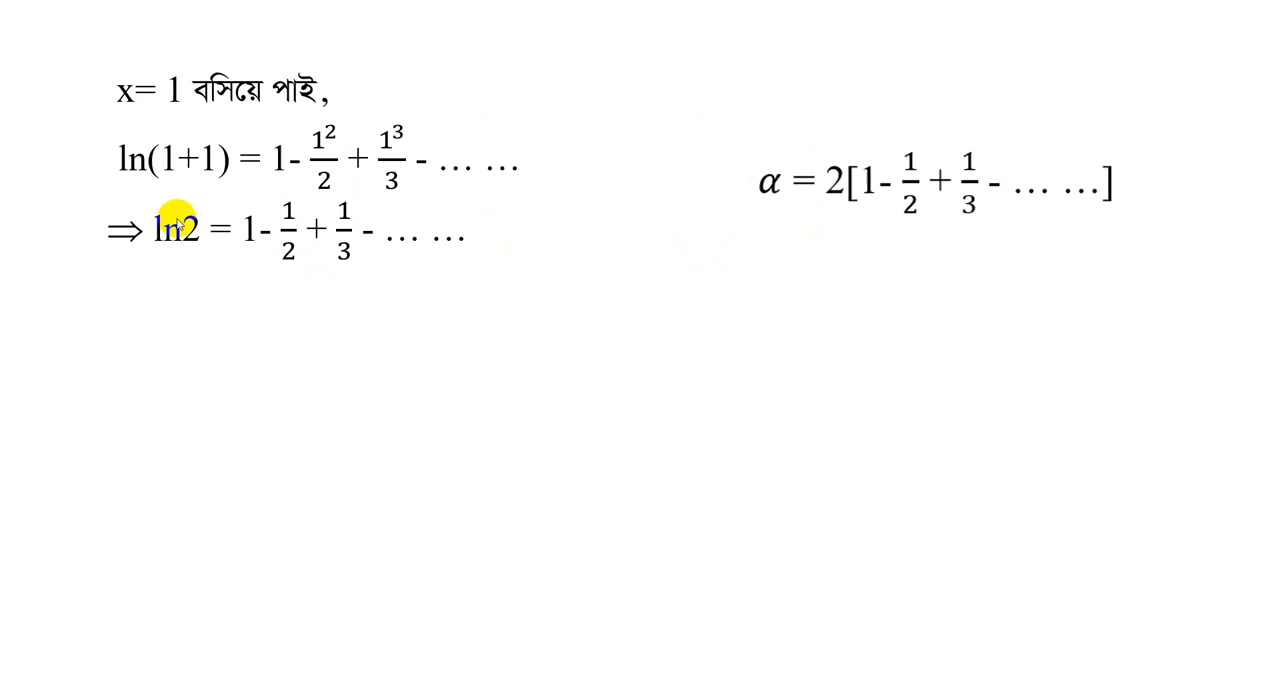 x= 1 বসিয়ে পাই,
ln(1+1) = 1- 1²/2 + 1³/3 - … …
⇒ ln2 = 1- 1/2 + 1/3 - … …
α = 2[1- 1/2 + 1/3 - … …]